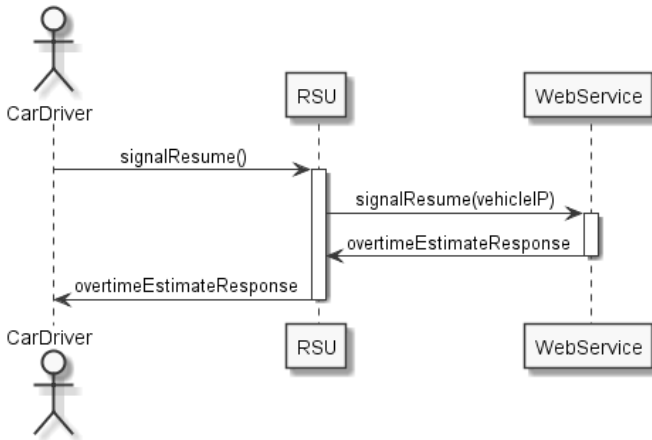 CarDriver
RSU
WebService
signalResume()
signalResume(vehicleIP)
overtimeEstimateResponse
overtimeEstimateResponse
CarDriver
RSU
WebService